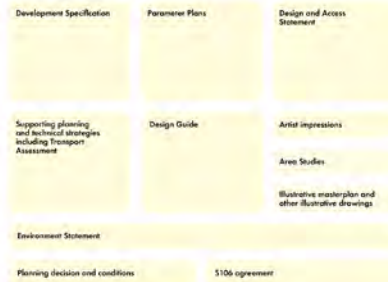 Development Specification
Parameter Plans
Design and Access
Statement
Supporting planning
and technical strategies
including Transport
Assessment
Design Guide
Artist impressions
Area Studies
Illustrative masterplan and
other illustrative drawings
Environment Statement
Planning decision and conditions
S106 agreement